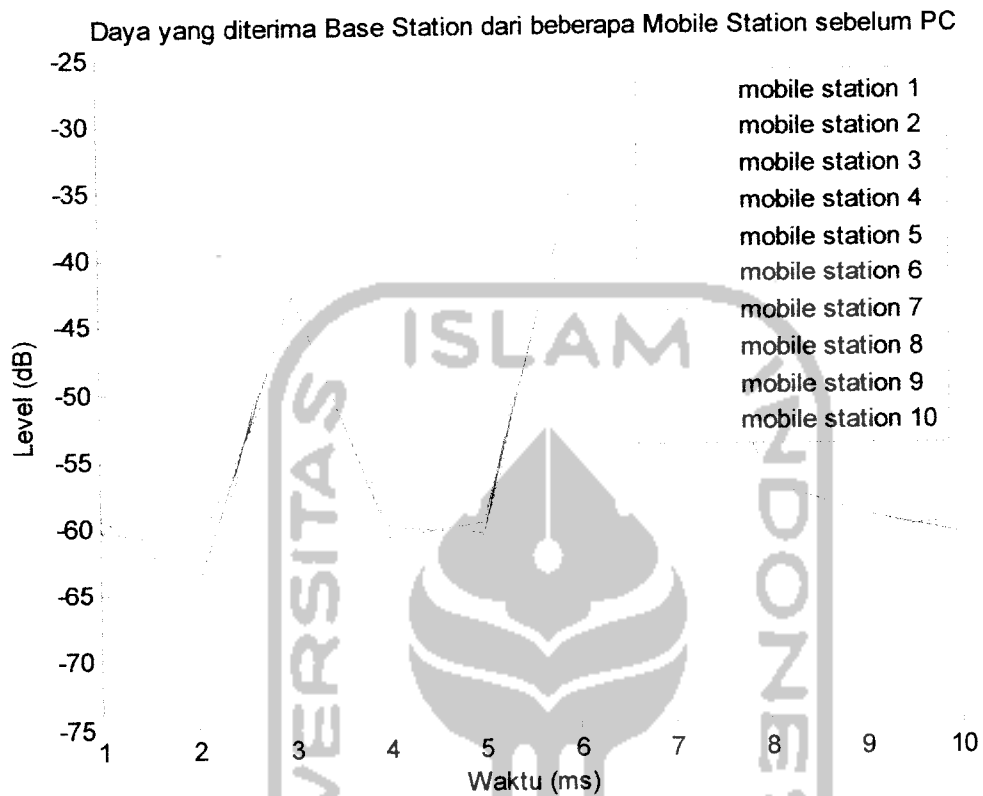 Daya yang diterima Base Station dari beberapa Mobile Station sebelum PC
-25
-30
-35
-40
-45
-50
-55
-60
-65
-70
-75
Level (dB)
mobile station 1
mobile station 2
mobile station 3
mobile station 4
mobile station 5
mobile station 6
mobile station 7
mobile station 8
mobile station 9
mobile station 10
ISLAM
1 2 3 4 5 6 7 8 9 10
Waktu (ms)